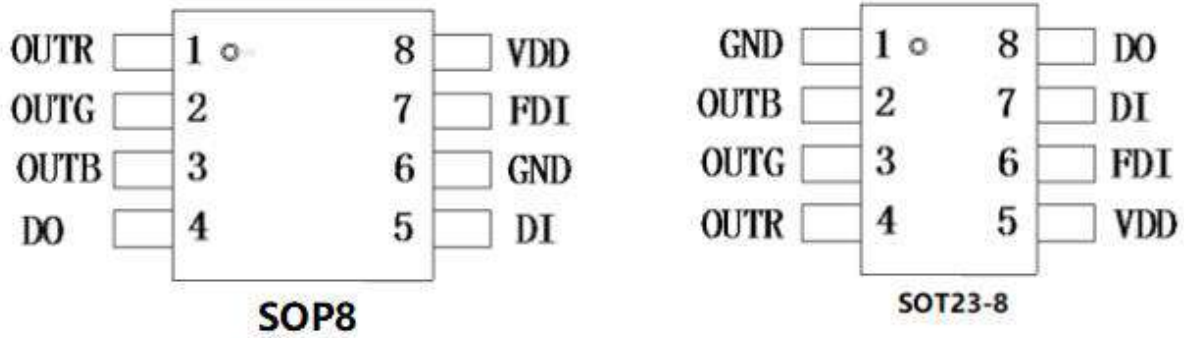 OUTR 1 8 VDD
OUTG 2 7 FDI
OUTB 3 6 GND
DO 4 5 DI
SOP8
GND 1 8 DO
OUTB 2 7 DI
OUTG 3 6 FDI
OUTR 4 5 VDD
SOT23-8